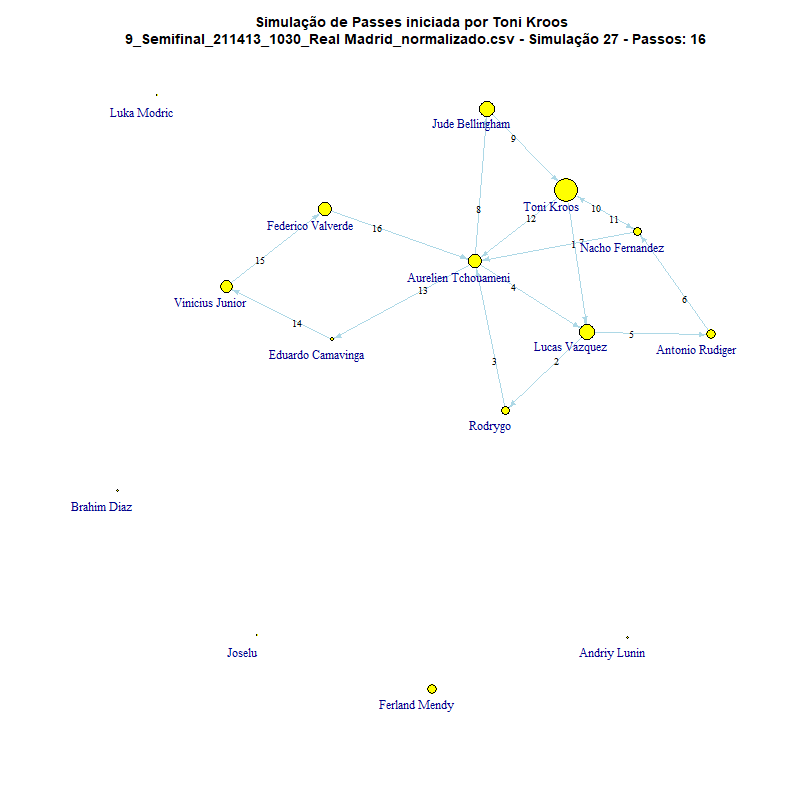 Simulação de Passes iniciada por Toni Kroos
9_Semifinal_211413_1030_Real Madrid_normalizado.csv - Simulação 27 - Passos: 16
Luka Modric
Jude Bellingham
9
Toni Kroos
10
8
12
11
Federico Valverde
16
1
7
Nacho Fernandez
15
Aurelien Tchouameni
13
4
Vinicius Junior
6
14
5
Eduardo Camavinga
Lucas Vazquez
Antonio Rudiger
3
2
Rodrygo
Brahim Diaz
Joselu
Andriy Lunin
Ferland Mendy